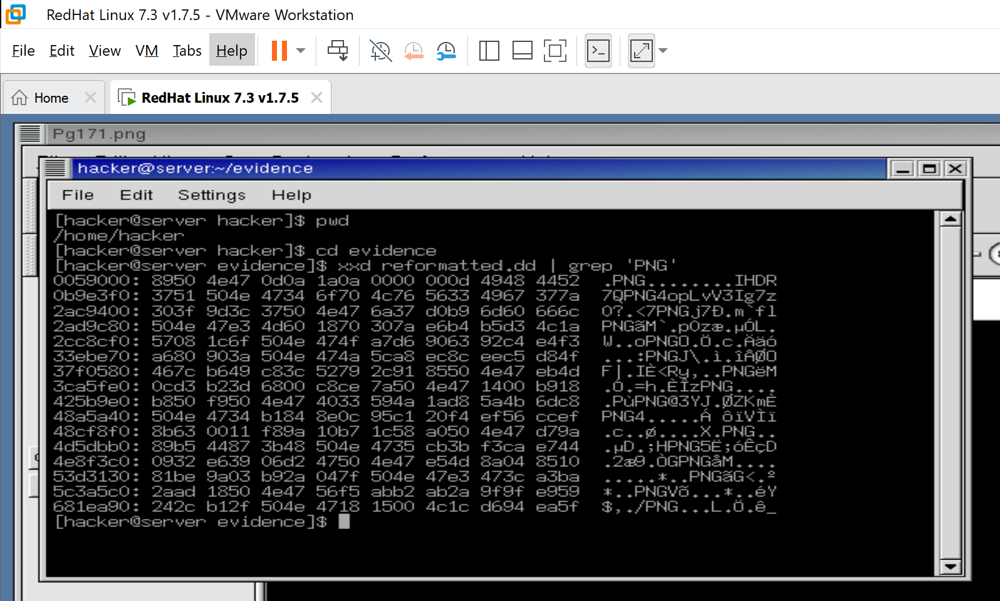 RedHat Linux 7.3 v1.7.5 - VMware Workstation
File Edit View VM Tabs Help
Home
RedHat Linux 7.3 v1.7.5
Pg171.png
hacker@server:~/evidence
File Edit Settings Help
[hacker@server hacker]$ pwd
/home/hacker
[hacker@server hacker]$ cd evidence
[hacker@server evidence]$ xxd reformatted.dd | grep 'PNG'
0059000: 8950 4e47 0d0a 1a0a 0000 000d 4948 4452  .PNG........IHDR
0b9e3f0: 3751 504e 4734 6f70 4c76 5633 4967 377a  7QPNG4opLvV3Ig7z
2ac9400: 303f 9d3c 3750 4e47 6a37 d0b9 6d60 666c  0?.<7PNGj7Ð.m`fl
2ad9c80: 504e 47e3 4d60 1870 307a e6b4 b5d3 4c1a  PNGãM`.p0zæ.µÓL.
2cc8cf0: 5708 1c6f 504e 474f a7d6 9063 92c4 e4f3  W..oPNGO.Ö.c.Ääó
33ebe70: a680 903a 504e 474a 5ca8 ec8c eec5 d84f  ...:PNGJ\.ì.îÅØO
37f0580: 467c b649 c83c 5279 2c91 8550 4e47 eb4d  F|.IÈ<Ry,..PNGëM
3ca5fe0: 0cd3 b23d 6800 c8ce 7a50 4e47 1400 b918  .Ó.=h.ÈÎzPNG....
425b9e0: b850 f950 4e47 4033 594a 1ad8 5a4b 6dc8  .PùPNG@3YJ.ØZKmÈ
48a5a40: 504e 4734 b184 8e0c 95c1 20f4 ef56 ccef  PNG4.....Á ôïVÌï
48cf8f0: 8b63 0011 f89a 10b7 1c58 a050 4e47 d79a  .c..ø....X.PNG..
4d5dbb0: 89b5 4487 3b48 504e 4735 cb3b f3ca e744  .µD.;HPNG5Ë;óÊçD
4e8f3c0: 0932 e639 06d2 4750 4e47 e54d 8a04 8510  .2æ9.ÒGPNGåM....
53d3130: 81be 9a03 b92a 047f 504e 47e3 473c a3ba  .....*..PNGãG<.º
5c3a5c0: 2aad 1850 4e47 56f5 abb2 ab2a 9f9f e959  *..PNGVõ...*..éY
681ea90: 242c b12f 504e 4718 1500 4c1c d694 ea5f  $,./PNG...L.Ö.ê_
[hacker@server evidence]$